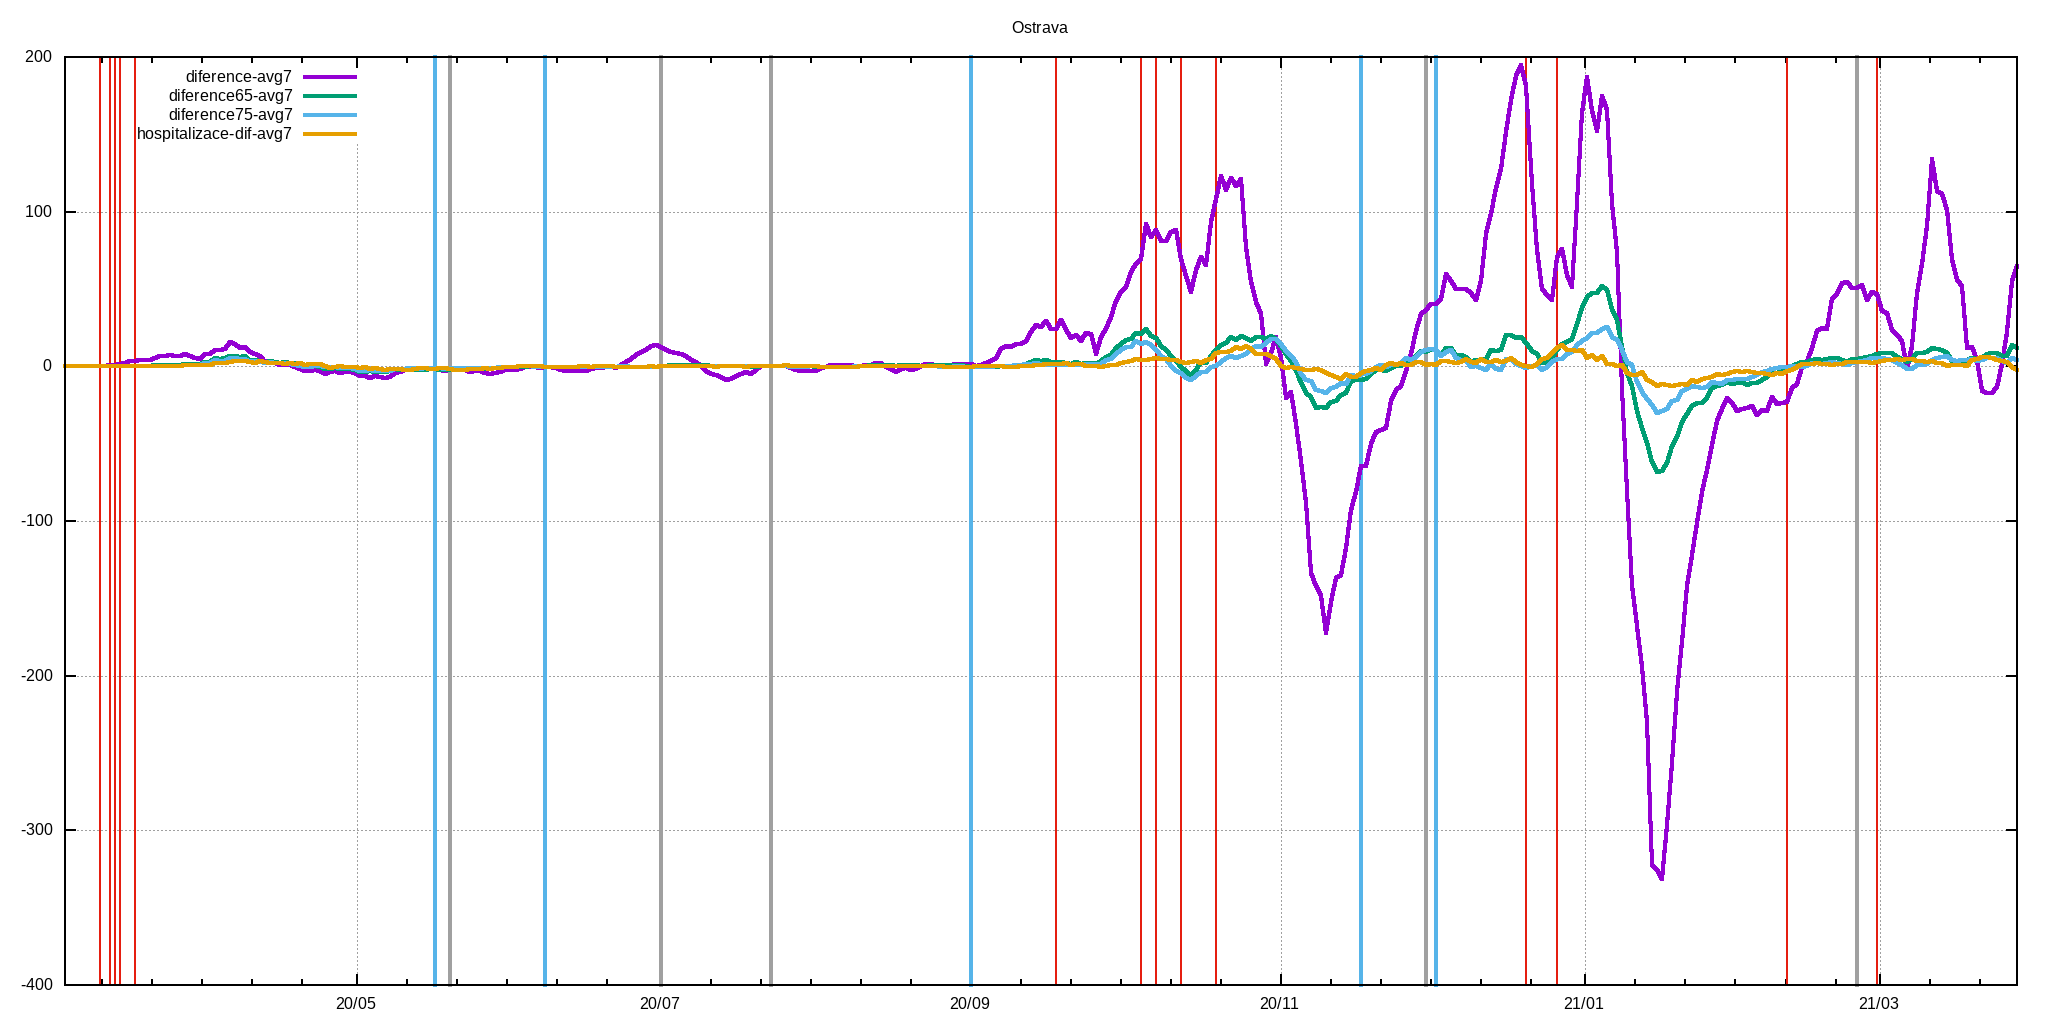 Ostrava
200
diference-avg7
diference65-avg7
diference75-avg7
hospitalizace-dif-avg7
100
0
-100
-200
-300
-400
20/05 20/07 20/09 20/11 21/01 21/03